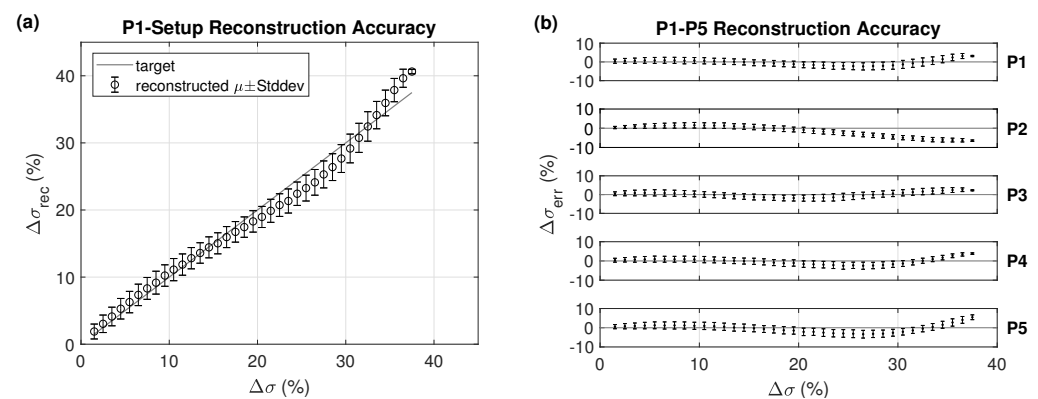 (a)
P1-Setup Reconstruction Accuracy
target
reconstructed μ±Stddev
Δσ_rec (%)
40
30
20
10
0
0 10 20 30 40
Δσ (%)
(b)
P1-P5 Reconstruction Accuracy
Δσ_err (%)
10
0
-10
P1
10
0
-10
P2
10
0
-10
P3
10
0
-10
P4
10
0
-10
P5
0 10 20 30 40
Δσ (%)